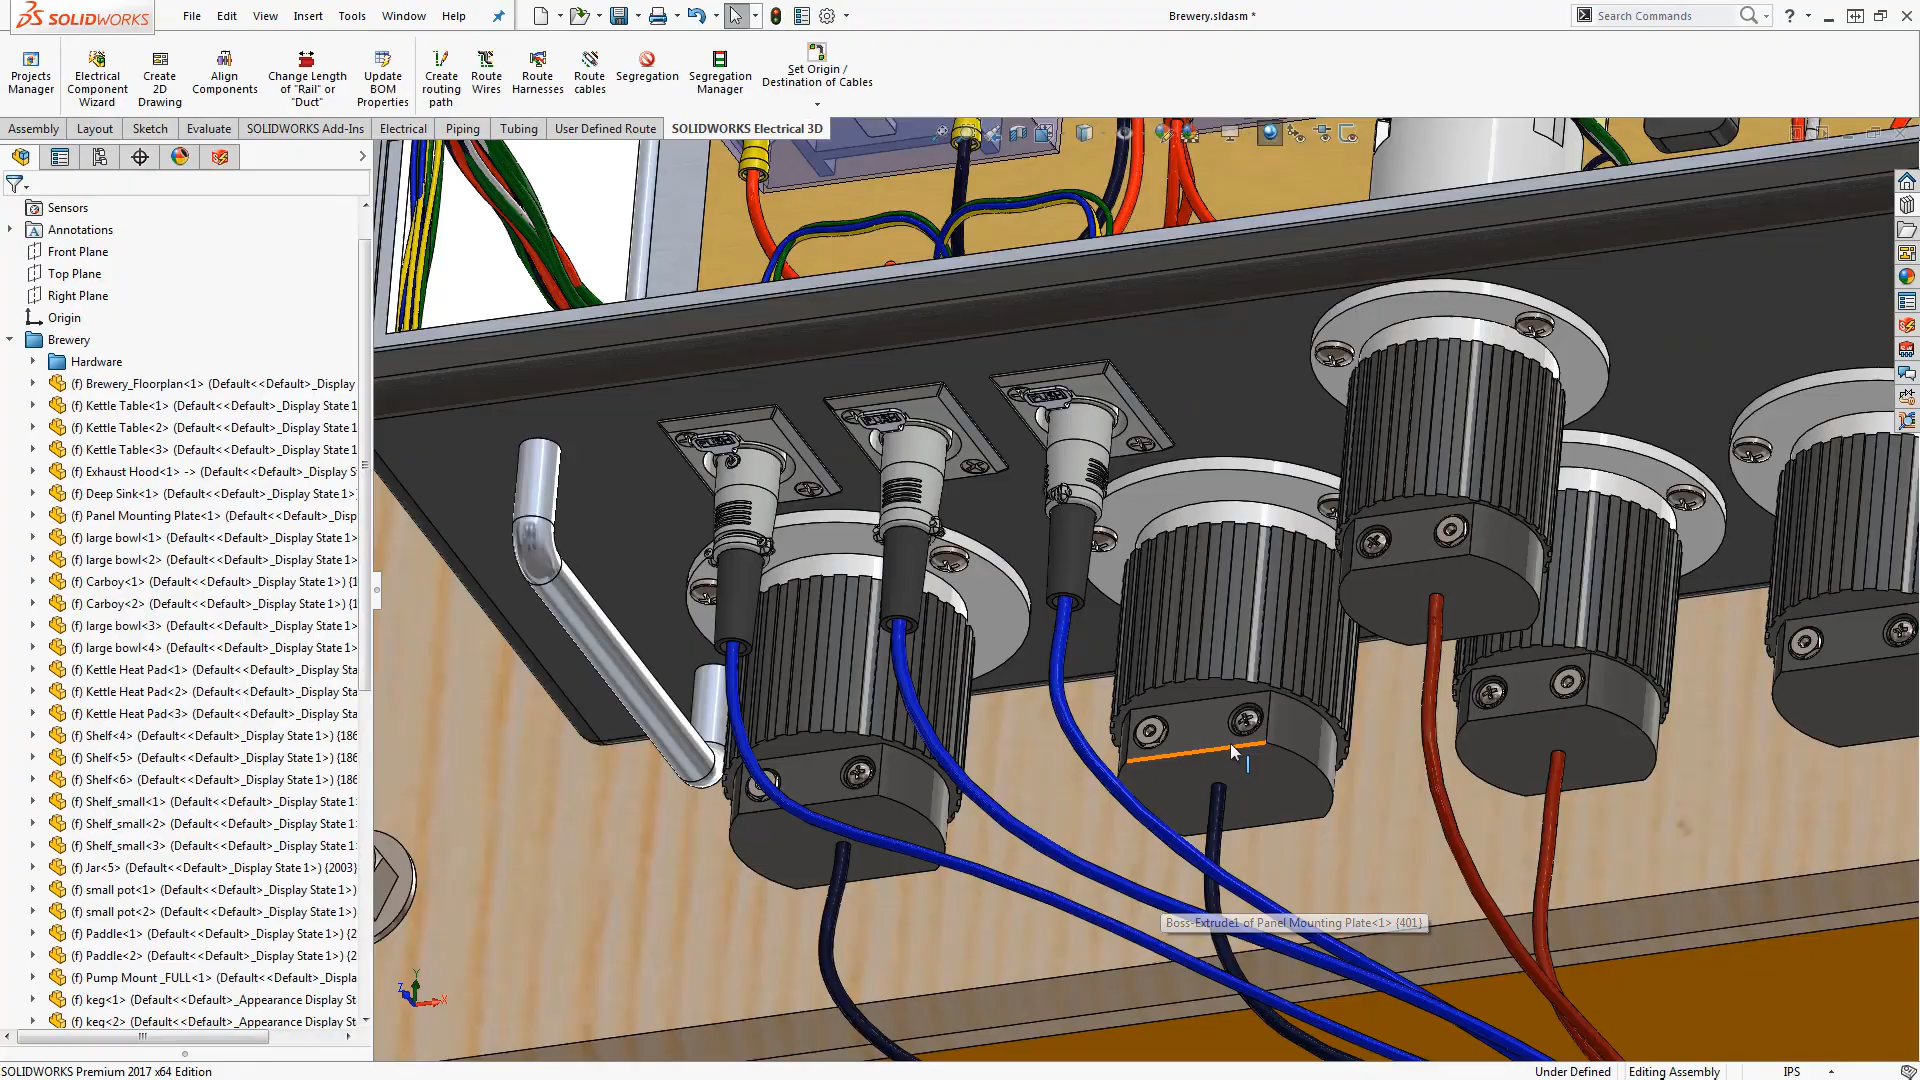 SOLIDWORKS
File Edit View Insert Tools Window Help
Brewery.sldasm *
Search Commands
Projects Manager
Electrical Component Wizard
Create 2D Drawing
Align Components
Change Length of "Rail" or "Duct"
Update BOM Properties
Create routing path
Route Wires
Route Harnesses
Route cables
Segregation
Segregation Manager
Set Origin / Destination of Cables
Assembly Layout Sketch Evaluate SOLIDWORKS Add-Ins Electrical Piping Tubing User Defined Route SOLIDWORKS Electrical 3D
Sensors
Annotations
Front Plane
Top Plane
Right Plane
Origin
Brewery
Hardware
(f) Brewery_Floorplan<1> (Default<<Default>_Display
(f) Kettle Table<1> (Default<<Default>_Display State 1
(f) Kettle Table<2> (Default<<Default>_Display State 1
(f) Kettle Table<3> (Default<<Default>_Display State 1
(f) Exhaust Hood<1> -> (Default<<Default>_Display S
(f) Deep Sink<1> (Default<<Default>_Display State 1>
(f) Panel Mounting Plate<1> (Default<<Default>_Disp
(f) large bowl<1> (Default<<Default>_Display State 1>
(f) large bowl<2> (Default<<Default>_Display State 1>
(f) Carboy<1> (Default<<Default>_Display State 1>) {1
(f) Carboy<2> (Default<<Default>_Display State 1>) {1
(f) large bowl<3> (Default<<Default>_Display State 1>
(f) large bowl<4> (Default<<Default>_Display State 1>
(f) Kettle Heat Pad<1> (Default<<Default>_Display Sta
(f) Kettle Heat Pad<2> (Default<<Default>_Display Sta
(f) Kettle Heat Pad<3> (Default<<Default>_Display Sta
(f) Shelf<4> (Default<<Default>_Display State 1>) {186
(f) Shelf<5> (Default<<Default>_Display State 1>) {186
(f) Shelf<6> (Default<<Default>_Display State 1>) {186
(f) Shelf_small<1> (Default<<Default>_Display State 1
(f) Shelf_small<2> (Default<<Default>_Display State 1
(f) Shelf_small<3> (Default<<Default>_Display State 1
(f) Jar<5> (Default<<Default>_Display State 1>) {2003}
(f) small pot<1> (Default<<Default>_Display State 1>)
(f) small pot<2> (Default<<Default>_Display State 1>)
(f) Paddle<1> (Default<<Default>_Display State 1>) {2
(f) Paddle<2> (Default<<Default>_Display State 1>) {2
(f) Pump Mount _FULL<1> (Default<<Default>_Displa
(f) keg<1> (Default<<Default>_Appearance Display St
(f) keg<2> (Default<<Default>_Appearance Display St
PUSH
PUSH
PUSH
Boss-Extrude1 of Panel Mounting Plate<1> {401}
Y
Z
X
SOLIDWORKS Premium 2017 x64 Edition
Under Defined
Editing Assembly
IPS